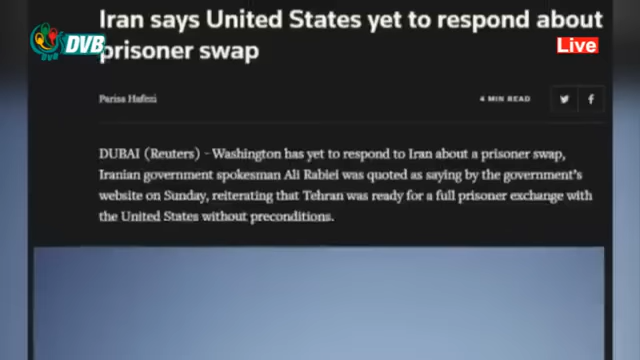 Iran says United States yet to respond about
prisoner swap
DVB
DVB
Live
Parisa Hafezi
4 MIN READ
DUBAI (Reuters) - Washington has yet to respond to Iran about a prisoner swap,
Iranian government spokesman Ali Rabiei was quoted as saying by the government's
website on Sunday, reiterating that Tehran was ready for a full prisoner exchange with
the United States without preconditions.